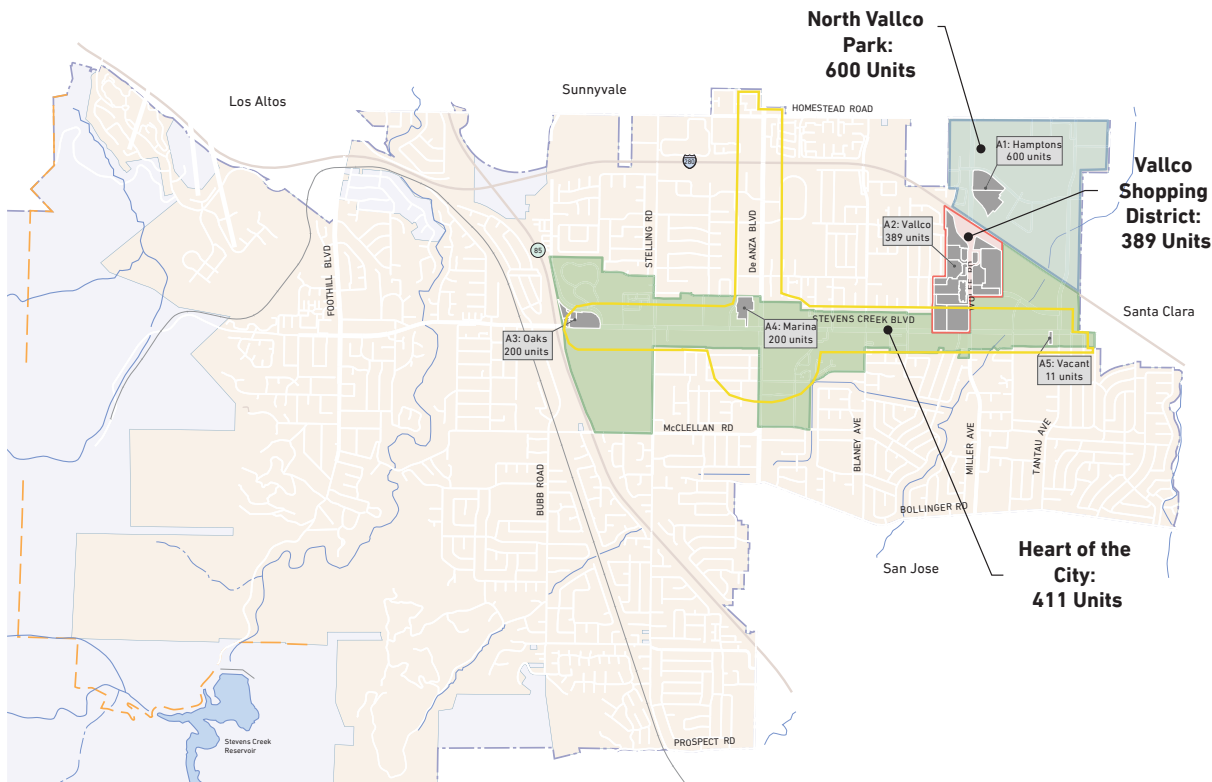 North Vallco
Park:
600 Units
Los Altos
Sunnyvale
HOMESTEAD ROAD
280
A1: Hamptons
600 units
Vallco
Shopping
District:
389 Units
A2: Vallco
389 units
STELLING RD
De ANZA BLVD
85
FOOTHILL BLVD
STEVENS CREEK BLVD
Santa Clara
A3: Oaks
200 units
A4: Marina
200 units
A5: Vacant
11 units
McCLELLAN RD
BLANEY AVE
MILLER AVE
TANTAU AVE
BUBB ROAD
BOLLINGER RD
San Jose
Heart of the
City:
411 Units
Stevens Creek
Reservoir
PROSPECT RD